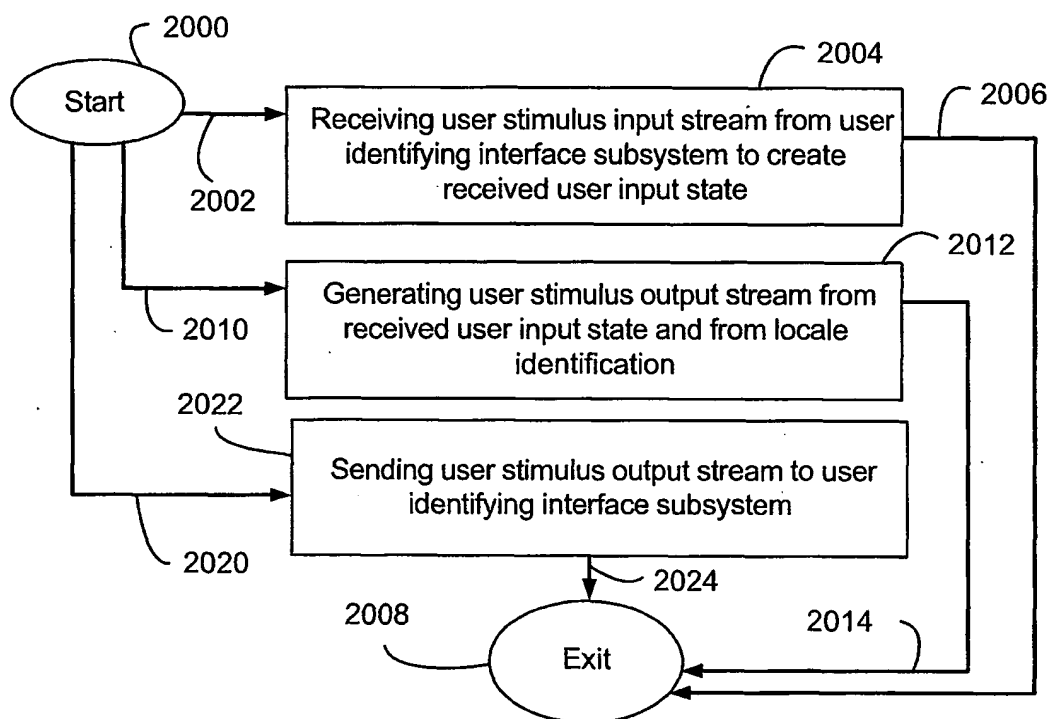 2000
Start
2002
2004
2006
Receiving user stimulus input stream from user
identifying interface subsystem to create
received user input state
2010
2012
Generating user stimulus output stream from
received user input state and from locale
identification
2022
Sending user stimulus output stream to user
identifying interface subsystem
2020
2024
2008
Exit
2014